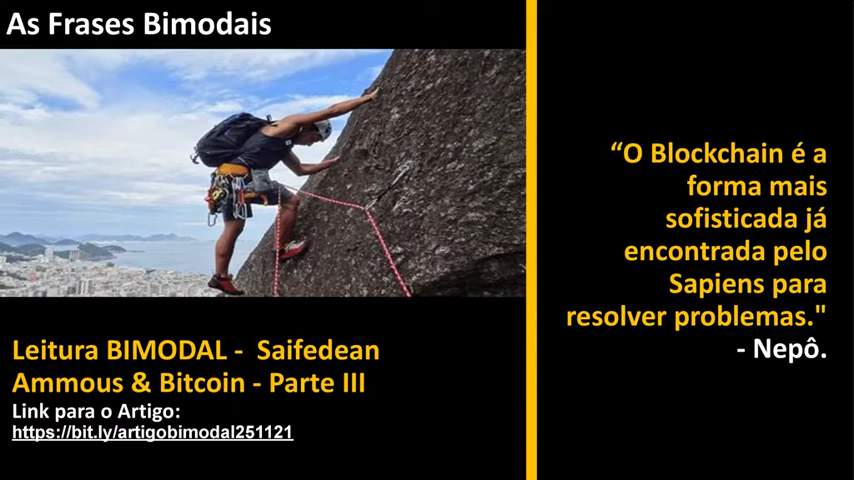 As Frases Bimodais
Leitura BIMODAL - Saifedean
Ammous & Bitcoin - Parte III
Link para o Artigo:
https://bit.ly/artigobimodal251121
“O Blockchain é a
forma mais
sofisticada já
encontrada pelo
Sapiens para
resolver problemas."
- Nepô.